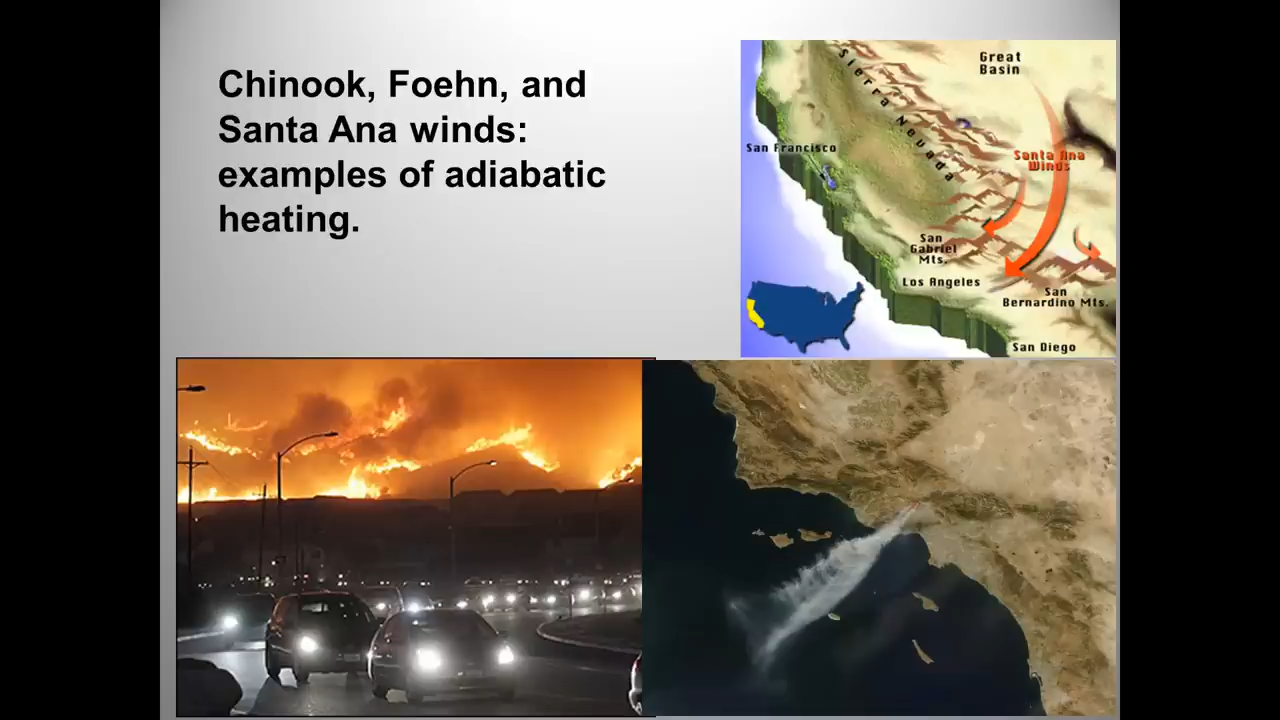 Chinook, Foehn, and
Santa Ana winds:
examples of adiabatic
heating.
Great
Basin
Sierra Nevada
San Francisco
Santa Ana
Winds
San
Gabriel
Mts.
Los Angeles
San
Bernardino Mts.
San Diego